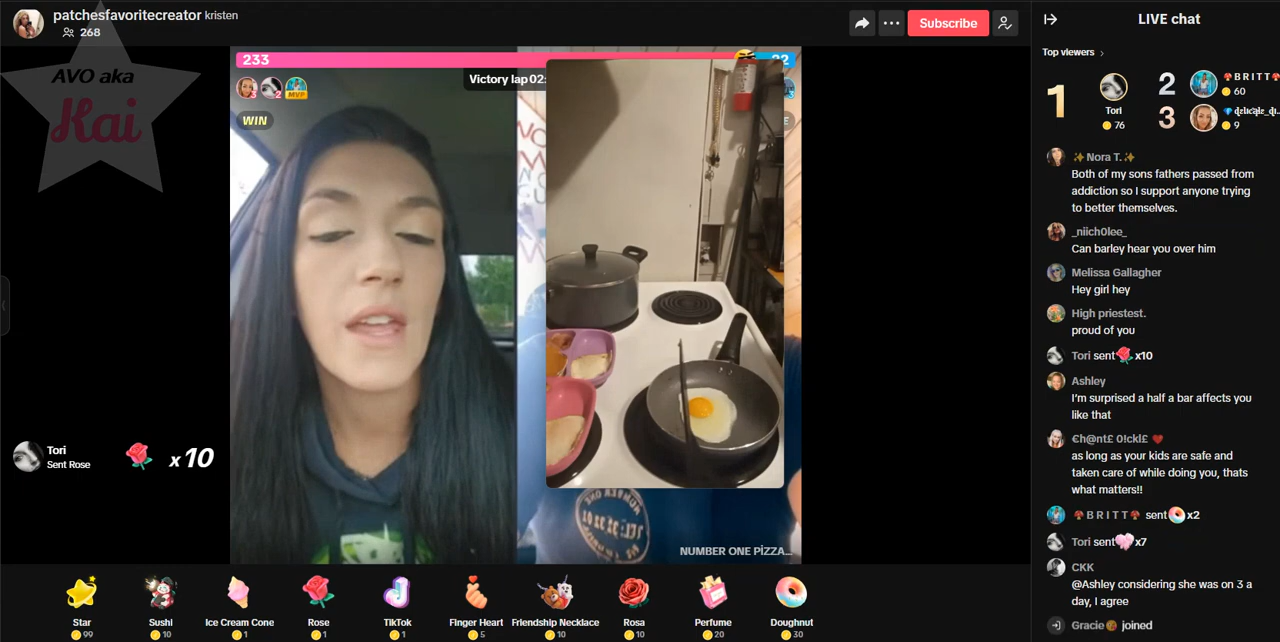 patchesfavoritecreator kristen
268
Subscribe
AVO aka
Kai
233
Victory lap 02:
WIN
MVP
NUMBER ONE PİZZA...
Tori
Sent Rose
x 10
Star
99
Sushi
10
Ice Cream Cone
1
Rose
1
TikTok
1
Finger Heart
5
Friendship Necklace
10
Rosa
10
Perfume
20
Doughnut
30
LIVE chat
Top viewers
1
Tori
76
2
B R I T T
60
3
9
Nora T.
Both of my sons fathers passed from
addiction so I support anyone trying
to better themselves.
_niich0lee_
Can barley hear you over him
Melissa Gallagher
Hey girl hey
High priestest.
proud of you
Tori sent x10
Ashley
I'm surprised a half a bar affects you
like that
€h@nt£ 0!ckl£
as long as your kids are safe and
taken care of while doing you, thats
what matters!!
B R I T T sent x2
Tori sent x7
CKK
@Ashley considering she was on 3 a
day, I agree
Gracie joined